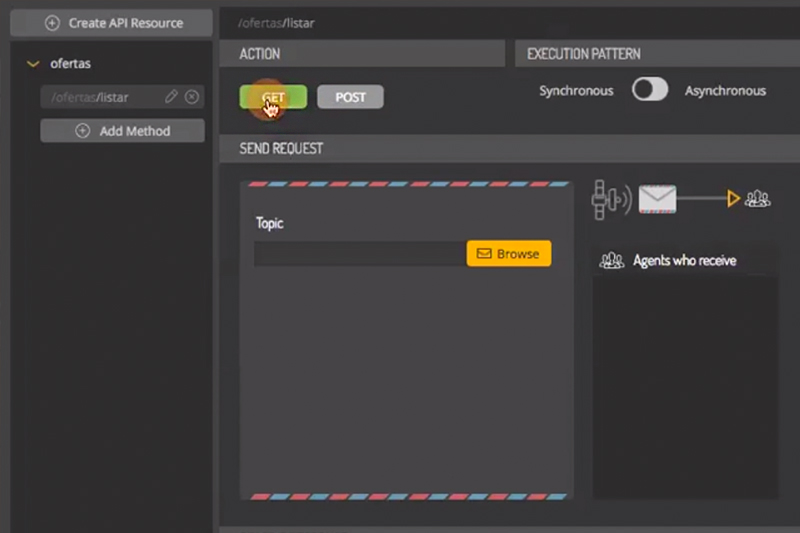 Create API Resource
ofertas
/ofertas/listar
Add Method
/ofertas/listar
ACTION
EXECUTION PATTERN
GET
POST
Synchronous
Asynchronous
SEND REQUEST
Topic
Browse
Agents who receive